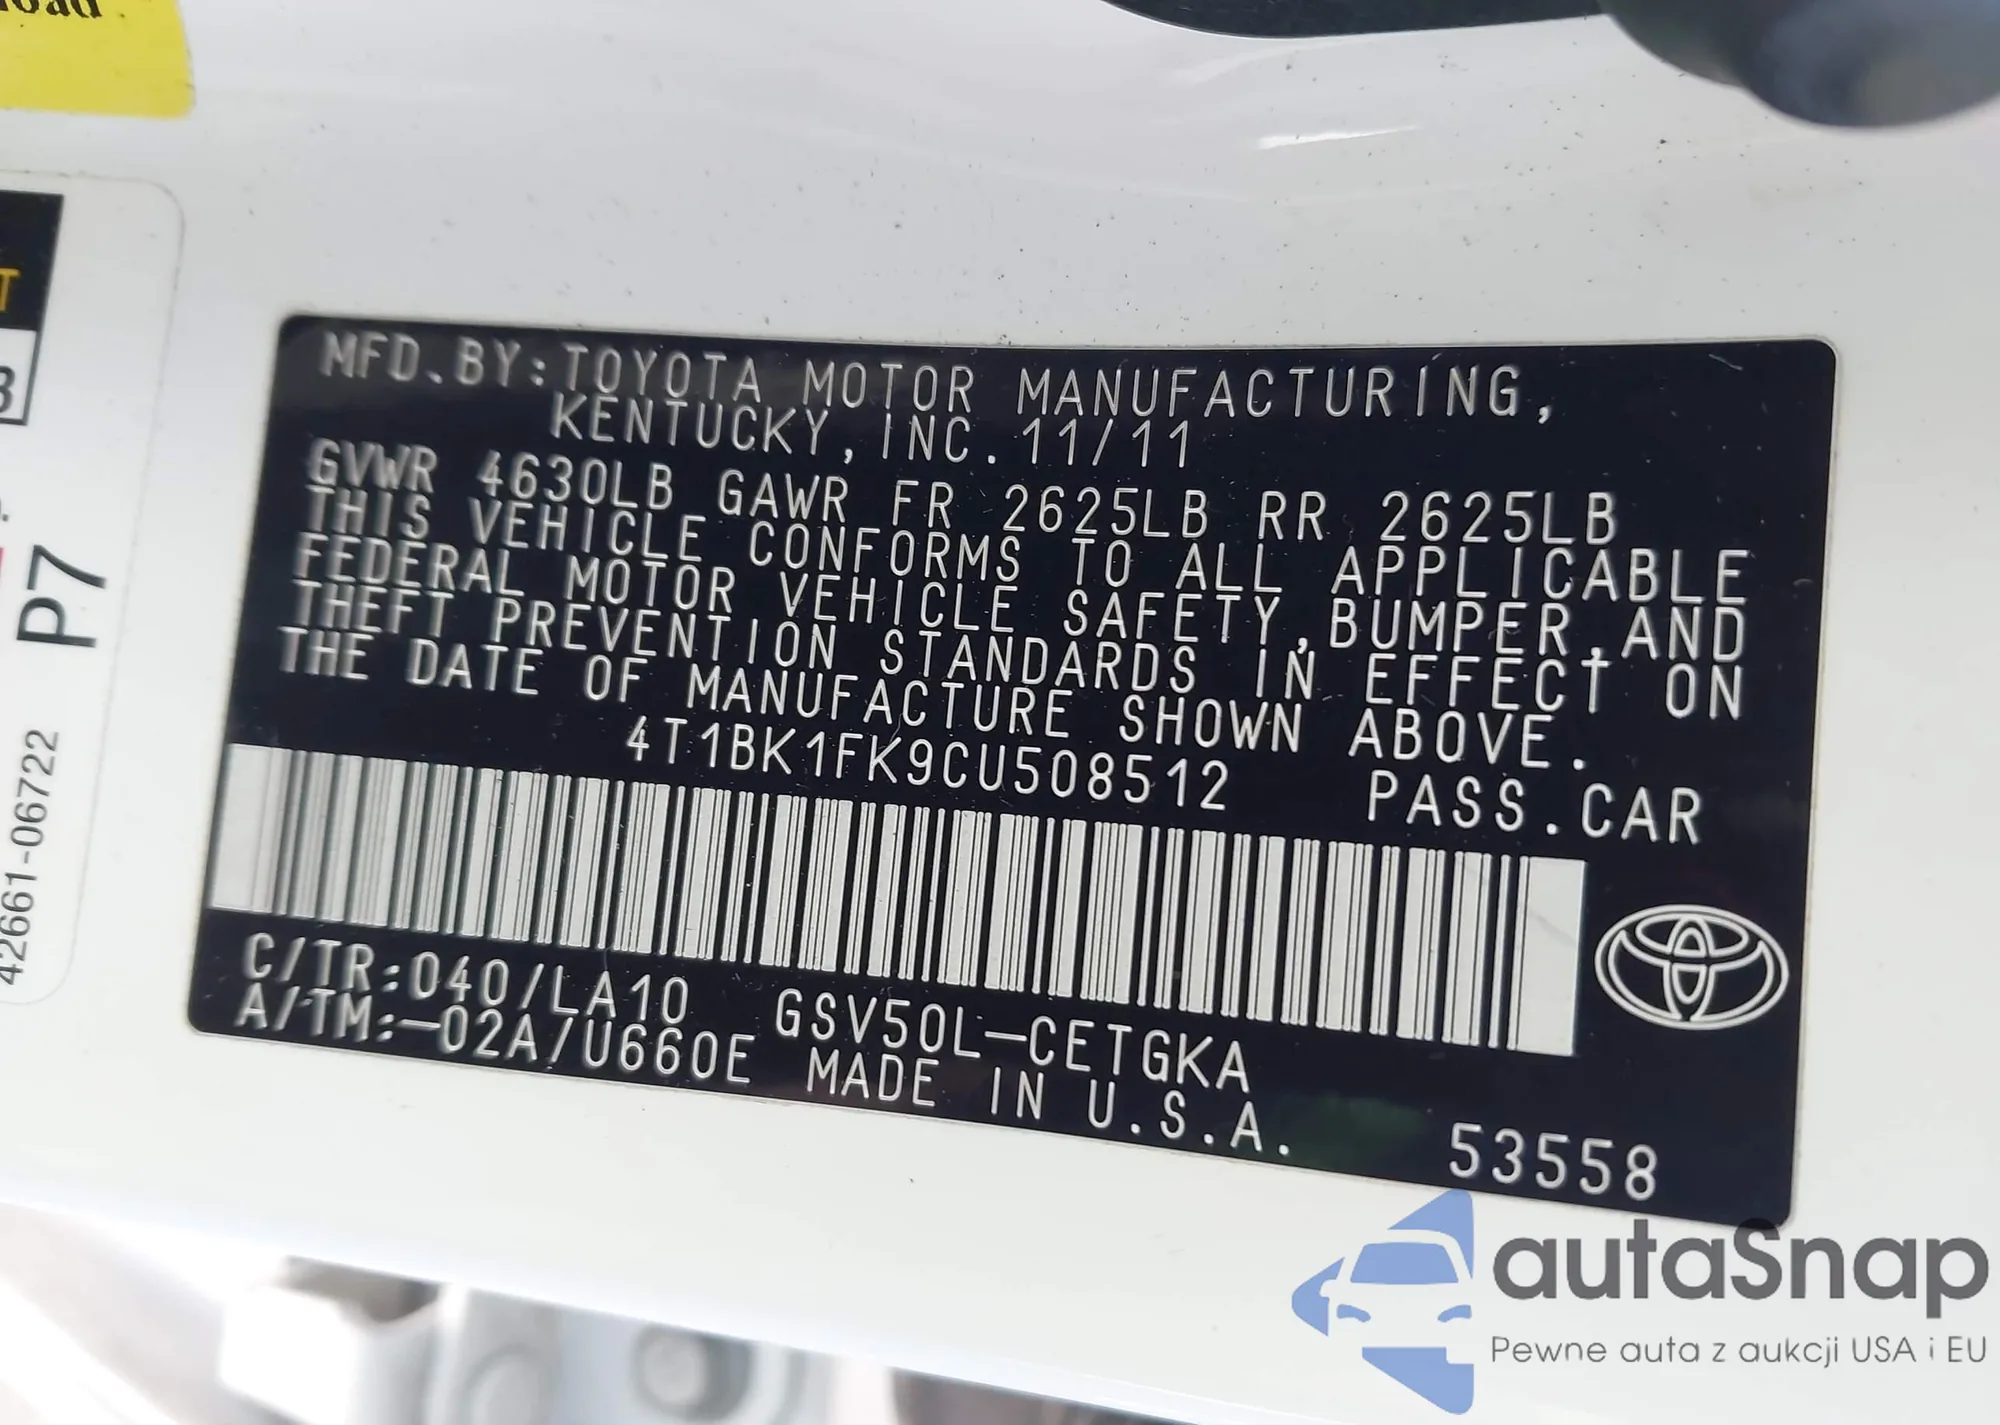 MFD.BY:TOYOTA MOTOR MANUFACTURING,
KENTUCKY, INC. 11/11
GVWR 4630LB GAWR FR 2625LB RR 2625LB
THIS VEHICLE CONFORMS TO ALL APPLICABLE
FEDERAL MOTOR VEHICLE SAFETY,BUMPER,AND
THEFT PREVENTION STANDARDS IN EFFECT ON
THE DATE OF MANUFACTURE SHOWN ABOVE.
4T1BK1FK9CU508512 PASS.CAR
C/TR:040/LA10 GSV50L-CETGKA
A/TM:-02A/U660E MADE IN U.S.A.
53558
P7
42661-06722
autaSnap
Pewne auta z aukcji USA i EU